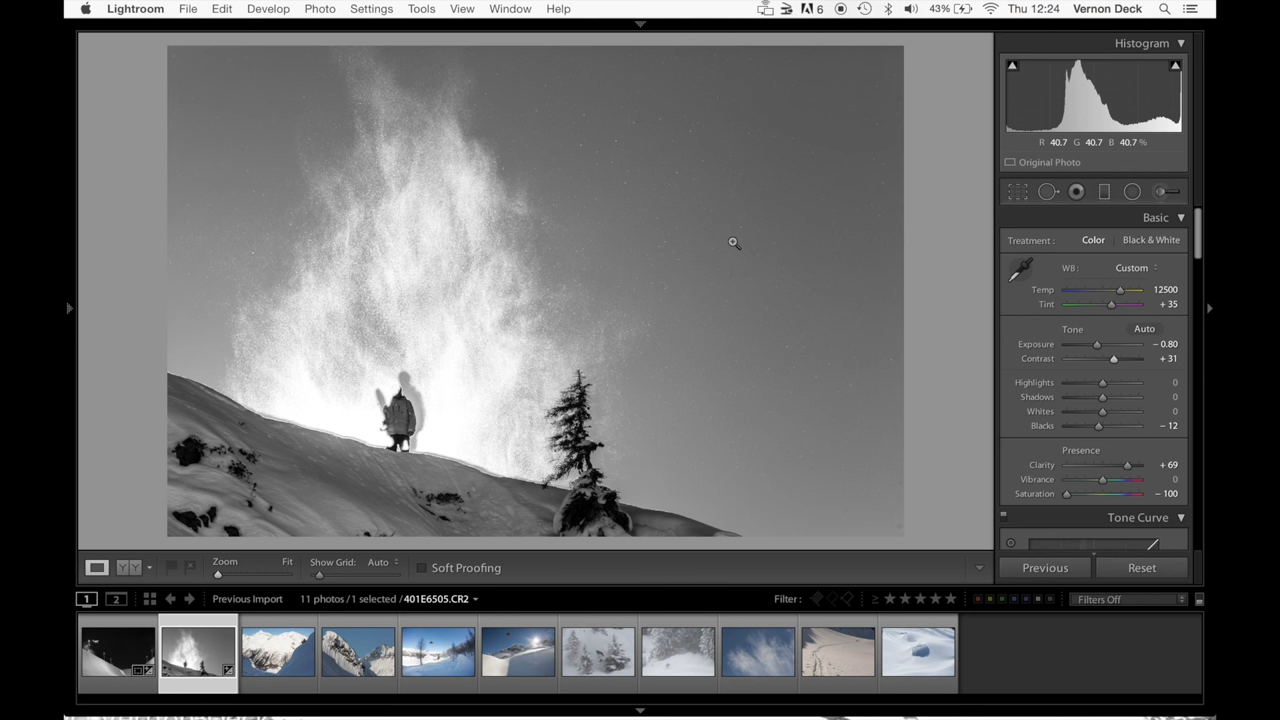 Lightroom File Edit Develop Photo Settings Tools View Window Help 6 43% Thu 12:24 Vernon Deck
Histogram
R 40.7 G 40.7 B 40.7 %
Original Photo
Basic
Treatment : Color Black & White
WB : Custom
Temp 12500
Tint + 35
Tone Auto
Exposure − 0.80
Contrast + 31
Highlights 0
Shadows 0
Whites 0
Blacks − 12
Presence
Clarity + 69
Vibrance 0
Saturation − 100
Tone Curve
Previous Reset
Y Y Zoom Fit Show Grid: Auto Soft Proofing
1 2 Previous Import 11 photos / 1 selected / 401E6505.CR2 Filter : ≥ ★★★★★ Filters Off